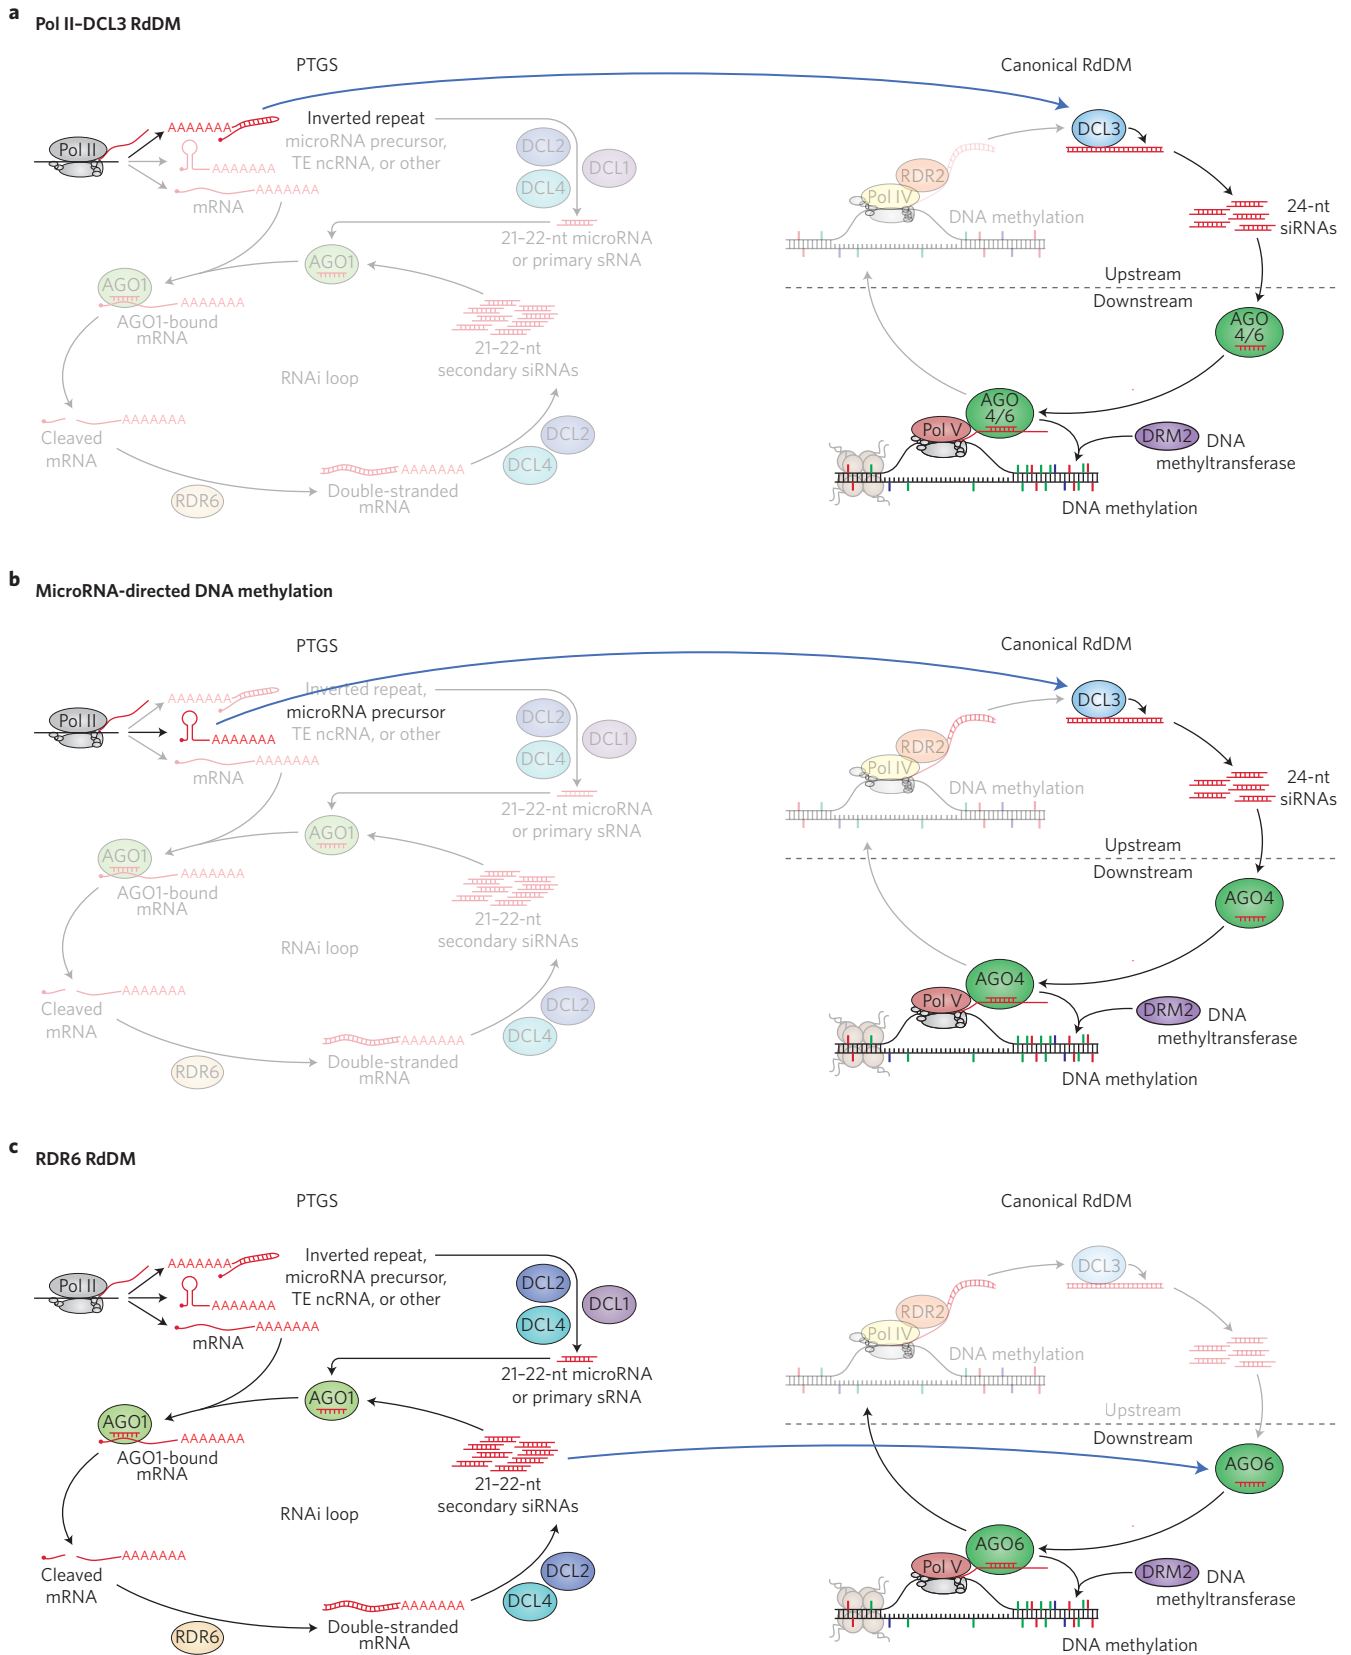 a
Pol II–DCL3 RdDM
PTGS
Canonical RdDM
Pol II
AAAAAAA
Inverted repeat
microRNA precursor,
TE ncRNA, or other
AAAAAAA
AAAAAAA
mRNA
DCL2
DCL1
DCL4
21–22-nt microRNA
or primary sRNA
AGO1
AGO1
AAAAAAA
AGO1-bound
mRNA
21–22-nt
secondary siRNAs
RNAi loop
AAAAAAA
Cleaved
mRNA
RDR6
AAAAAAA
Double-stranded
mRNA
DCL2
DCL4
DCL3
RDR2
Pol IV
DNA methylation
24-nt
siRNAs
Upstream
Downstream
AGO
4/6
AGO
4/6
Pol V
DRM2
DNA
methyltransferase
DNA methylation
b
MicroRNA-directed DNA methylation
PTGS
Canonical RdDM
Pol II
AAAAAAA
Inverted repeat,
microRNA precursor
TE ncRNA, or other
AAAAAAA
AAAAAAA
mRNA
DCL2
DCL1
DCL4
21–22-nt microRNA
or primary sRNA
AGO1
AGO1
AAAAAAA
AGO1-bound
mRNA
21–22-nt
secondary siRNAs
RNAi loop
AAAAAAA
Cleaved
mRNA
RDR6
AAAAAAA
Double-stranded
mRNA
DCL2
DCL4
DCL3
RDR2
Pol IV
DNA methylation
24-nt
siRNAs
Upstream
Downstream
AGO4
AGO4
Pol V
DRM2
DNA
methyltransferase
DNA methylation
c
RDR6 RdDM
PTGS
Canonical RdDM
Pol II
AAAAAAA
Inverted repeat,
microRNA precursor,
TE ncRNA, or other
AAAAAAA
AAAAAAA
mRNA
DCL2
DCL1
DCL4
21–22-nt microRNA
or primary sRNA
AGO1
AGO1
AAAAAAA
AGO1-bound
mRNA
21–22-nt
secondary siRNAs
RNAi loop
AAAAAAA
Cleaved
mRNA
RDR6
AAAAAAA
Double-stranded
mRNA
DCL2
DCL4
DCL3
RDR2
Pol IV
DNA methylation
Upstream
Downstream
AGO6
AGO6
Pol V
DRM2
DNA
methyltransferase
DNA methylation